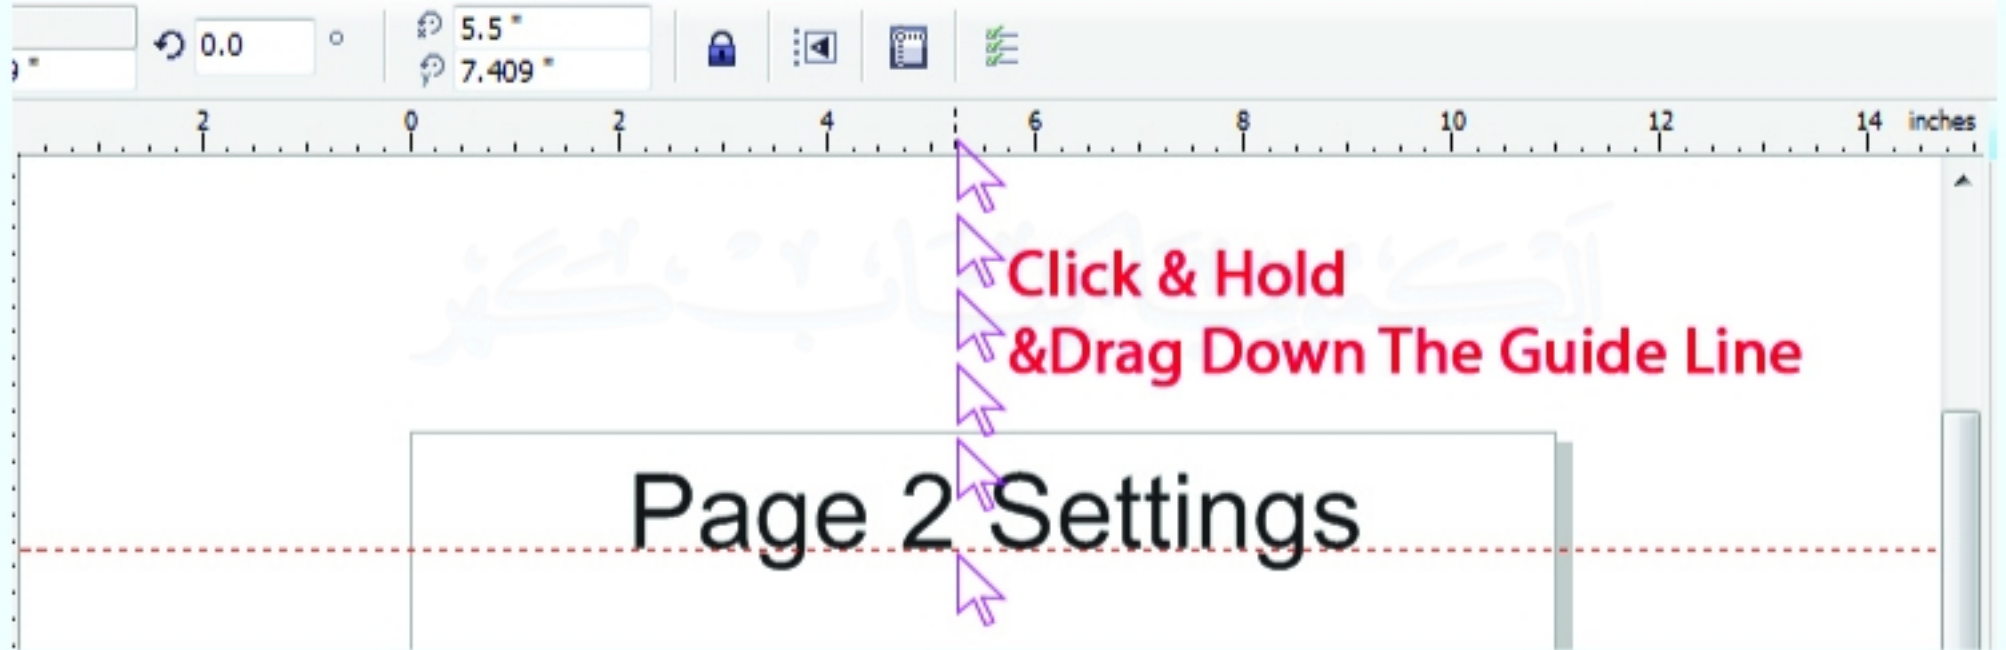 0.0 °
5.5 "
9 " 7.409 "
2 0 2 4 6 8 10 12 14 inches
Click & Hold
&Drag Down The Guide Line
Page 2 Settings